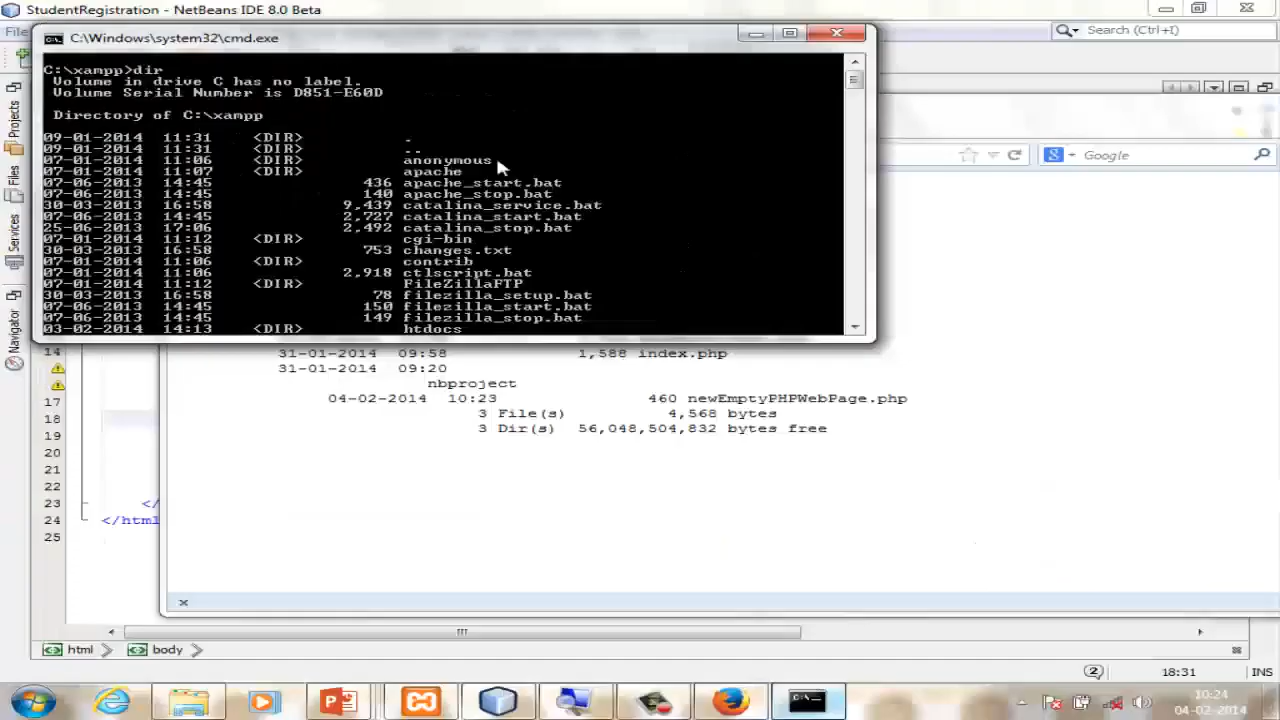 StudentRegistration - NetBeans IDE 8.0 Beta
File
Search (Ctrl+I)
C:\Windows\system32\cmd.exe
C:\xampp>dir
Volume in drive C has no label.
Volume Serial Number is D851-E60D
Directory of C:\xampp
09-01-2014 11:31 <DIR> .
09-01-2014 11:31 <DIR> ..
07-01-2014 11:06 <DIR> anonymous
07-01-2014 11:07 <DIR> apache
07-06-2013 14:45 436 apache_start.bat
07-06-2013 14:45 140 apache_stop.bat
30-03-2013 16:58 9,439 catalina_service.bat
07-06-2013 14:45 2,727 catalina_start.bat
25-06-2013 17:06 2,492 catalina_stop.bat
07-01-2014 11:12 <DIR> cgi-bin
30-03-2013 16:58 753 changes.txt
07-01-2014 11:06 <DIR> contrib
07-01-2014 11:06 2,918 ctlscript.bat
07-01-2014 11:12 <DIR> FileZillaFTP
30-03-2013 16:58 78 filezilla_setup.bat
07-06-2013 14:45 150 filezilla_start.bat
07-06-2013 14:45 149 filezilla_stop.bat
03-02-2014 14:13 <DIR> htdocs
Google
Projects
Files
Services
Navigator
31-01-2014 09:58 1,588 index.php
31-01-2014 09:20
nbproject
04-02-2014 10:23 460 newEmptyPHPWebPage.php
3 File(s) 4,568 bytes
3 Dir(s) 56,048,504,832 bytes free
14
17
18
19
20
21
22
23 </
24 </html
25
html
body
2
18:31
INS
10:24
04-02-2014